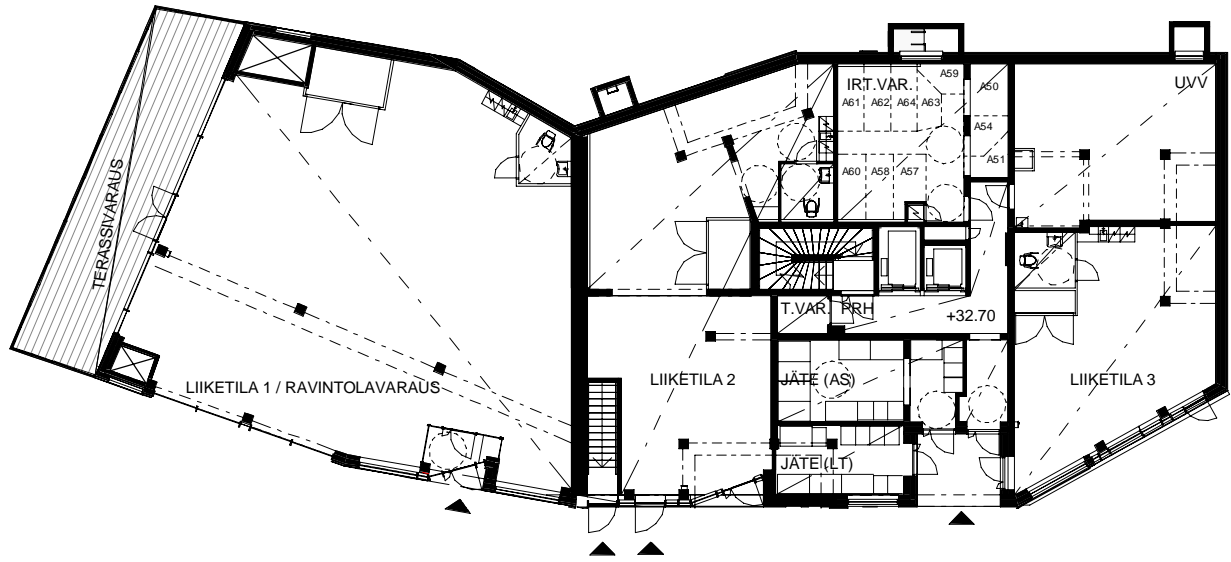 TERASSIVARAUS
LIIKETILA 1 / RAVINTOLAVARAUS
LIIKETILA 2
IRT.VAR.
A59
A61 A62 A64 A63
A60 A58 A57
A50
A54
A51
UVV
T.VAR. PRH
+32.70
JÄTE (AS)
JÄTE (LT)
LIIKETILA 3